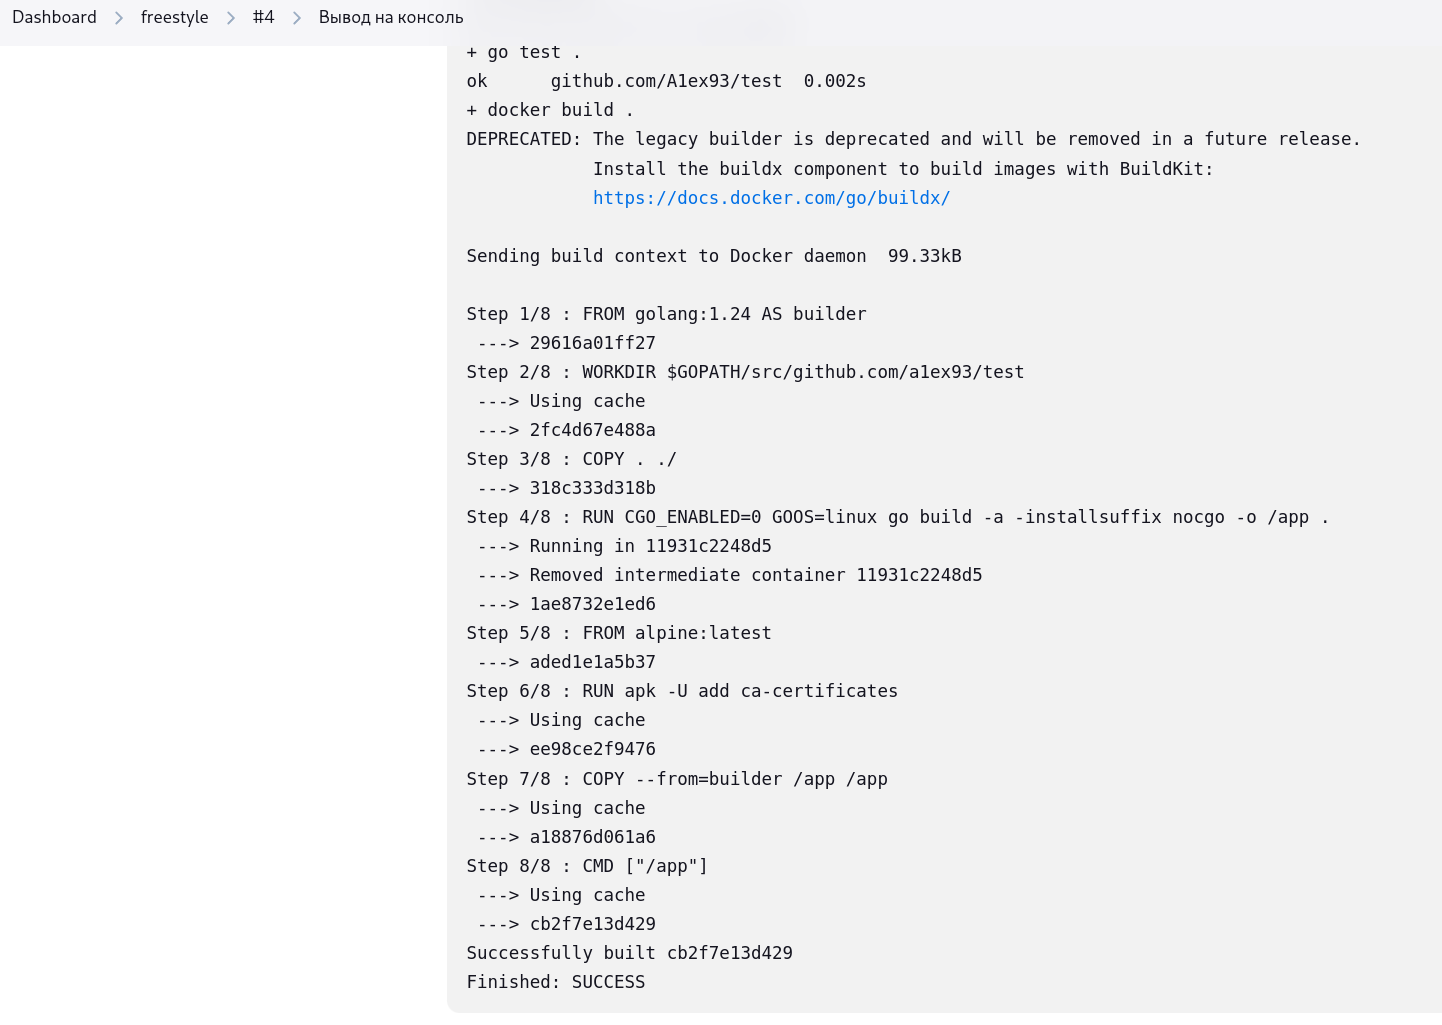 Dashboard > freestyle > #4 > Вывод на консоль
+ go test .
ok      github.com/A1ex93/test  0.002s
+ docker build .
DEPRECATED: The legacy builder is deprecated and will be removed in a future release.
            Install the buildx component to build images with BuildKit:
            https://docs.docker.com/go/buildx/

Sending build context to Docker daemon  99.33kB

Step 1/8 : FROM golang:1.24 AS builder
 ---> 29616a01ff27
Step 2/8 : WORKDIR $GOPATH/src/github.com/a1ex93/test
 ---> Using cache
 ---> 2fc4d67e488a
Step 3/8 : COPY . ./
 ---> 318c333d318b
Step 4/8 : RUN CGO_ENABLED=0 GOOS=linux go build -a -installsuffix nocgo -o /app .
 ---> Running in 11931c2248d5
 ---> Removed intermediate container 11931c2248d5
 ---> 1ae8732e1ed6
Step 5/8 : FROM alpine:latest
 ---> aded1e1a5b37
Step 6/8 : RUN apk -U add ca-certificates
 ---> Using cache
 ---> ee98ce2f9476
Step 7/8 : COPY --from=builder /app /app
 ---> Using cache
 ---> a18876d061a6
Step 8/8 : CMD ["/app"]
 ---> Using cache
 ---> cb2f7e13d429
Successfully built cb2f7e13d429
Finished: SUCCESS